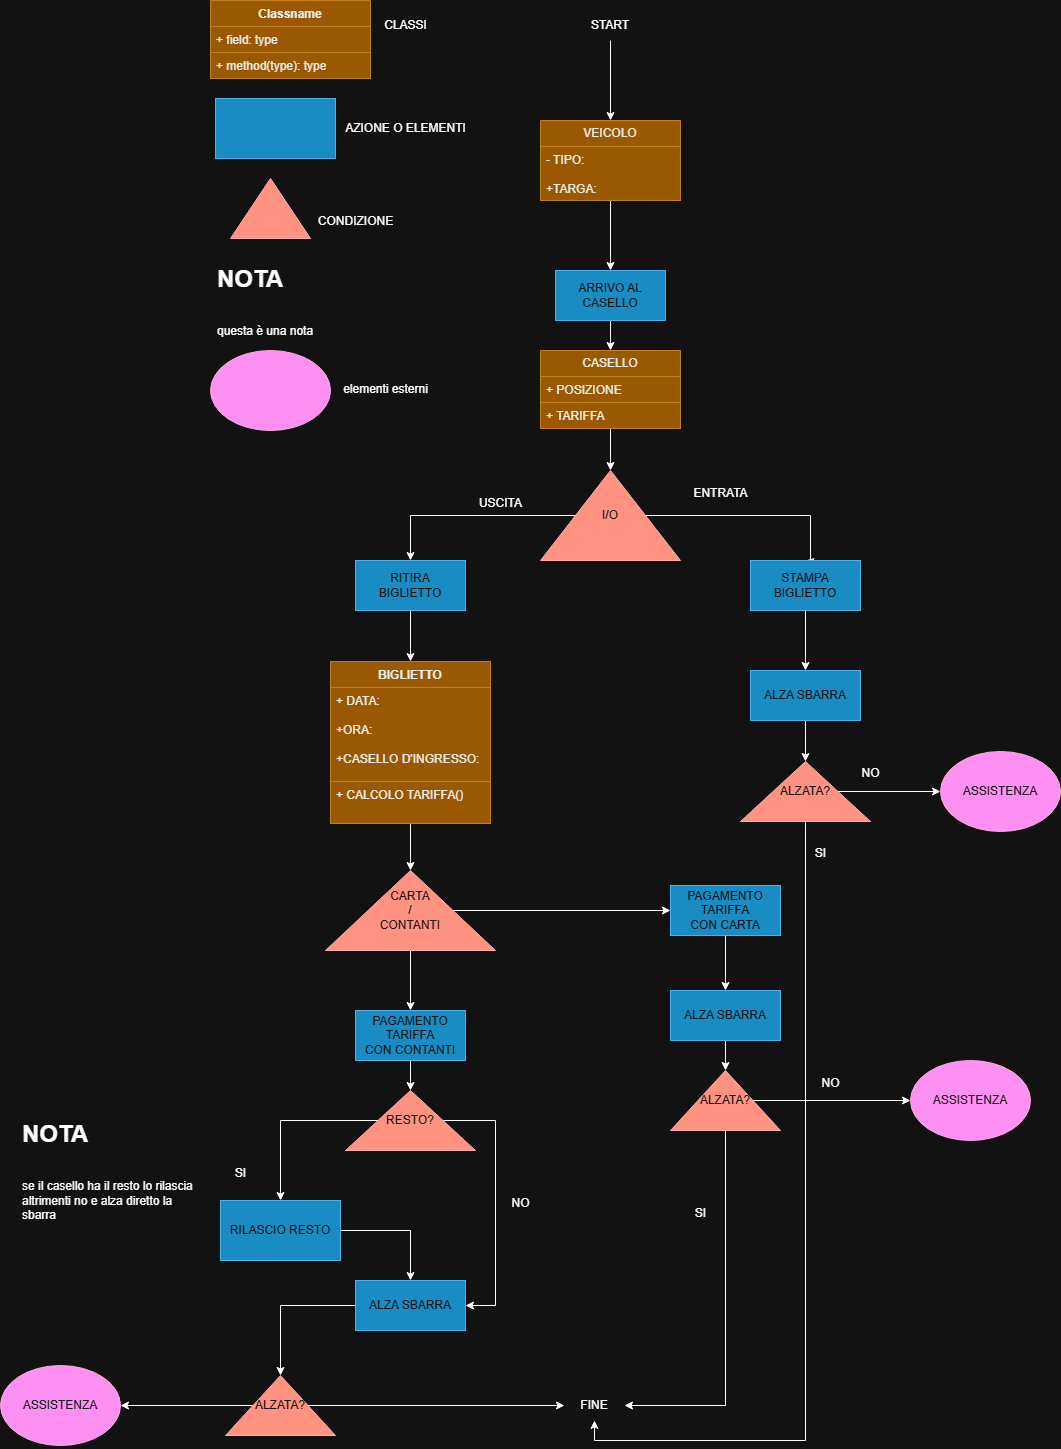 Classname
+ field: type
+ method(type): type
CLASSI
AZIONE O ELEMENTI
CONDIZIONE
NOTA
questa è una nota
elementi esterni
START
VEICOLO
- TIPO:
+TARGA:
ARRIVO AL
CASELLO
CASELLO
+ POSIZIONE
+ TARIFFA
I/O
USCITA
ENTRATA
RITIRA
BIGLIETTO
STAMPA
BIGLIETTO
BIGLIETTO
+ DATA:
+ORA:
+CASELLO D'INGRESSO:
+ CALCOLO TARIFFA()
ALZA SBARRA
ALZATA?
NO
ASSISTENZA
SI
CARTA
/
CONTANTI
PAGAMENTO
TARIFFA
CON CARTA
ALZA SBARRA
ALZATA?
NO
ASSISTENZA
SI
PAGAMENTO
TARIFFA
CON CONTANTI
RESTO?
SI
NO
NOTA
se il casello ha il resto lo rilascia
altrimenti no e alza diretto la
sbarra
RILASCIO RESTO
ALZA SBARRA
ASSISTENZA
ALZATA?
FINE